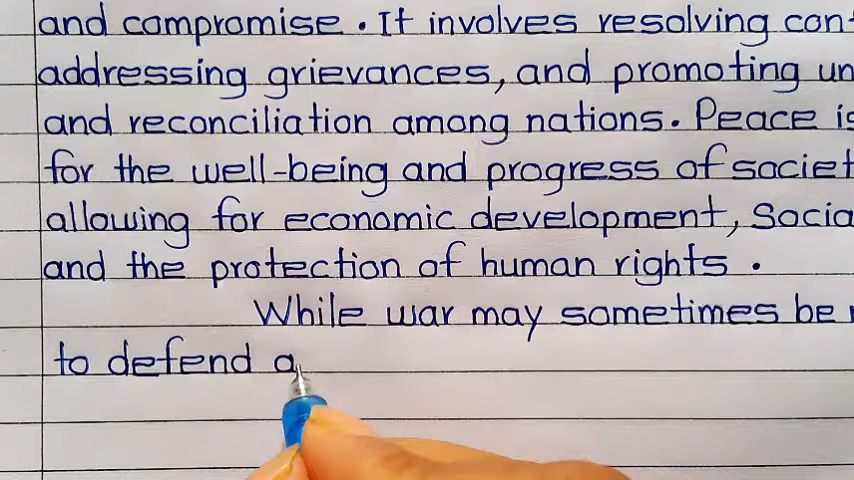 and compromise. It involves resolving con
addressing grievances, and promoting un
and reconciliation among nations. Peace is
for the well-being and progress of societ
allowing for economic development, Socia
and the protection of human rights.
While war may sometimes be
to defend a